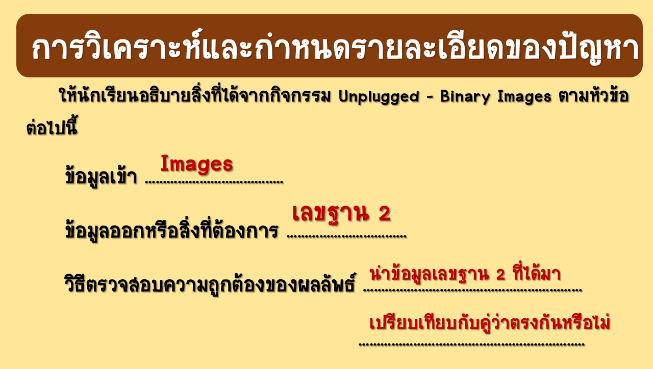 การวิเคราะห์และกำหนดรายละเอียดของปัญหา
ให้นักเรียนอธิบายสิ่งที่ได้จากกิจกรรม Unplugged - Binary Images ตามหัวข้อ
ต่อไปนี้
ข้อมูลเข้า Images
ข้อมูลออกหรือสิ่งที่ต้องการ เลขฐาน 2
วิธีตรวจสอบความถูกต้องของผลลัพธ์ นำข้อมูลเลขฐาน 2 ที่ได้มา
เปรียบเทียบกับคู่ว่าตรงกันหรือไม่